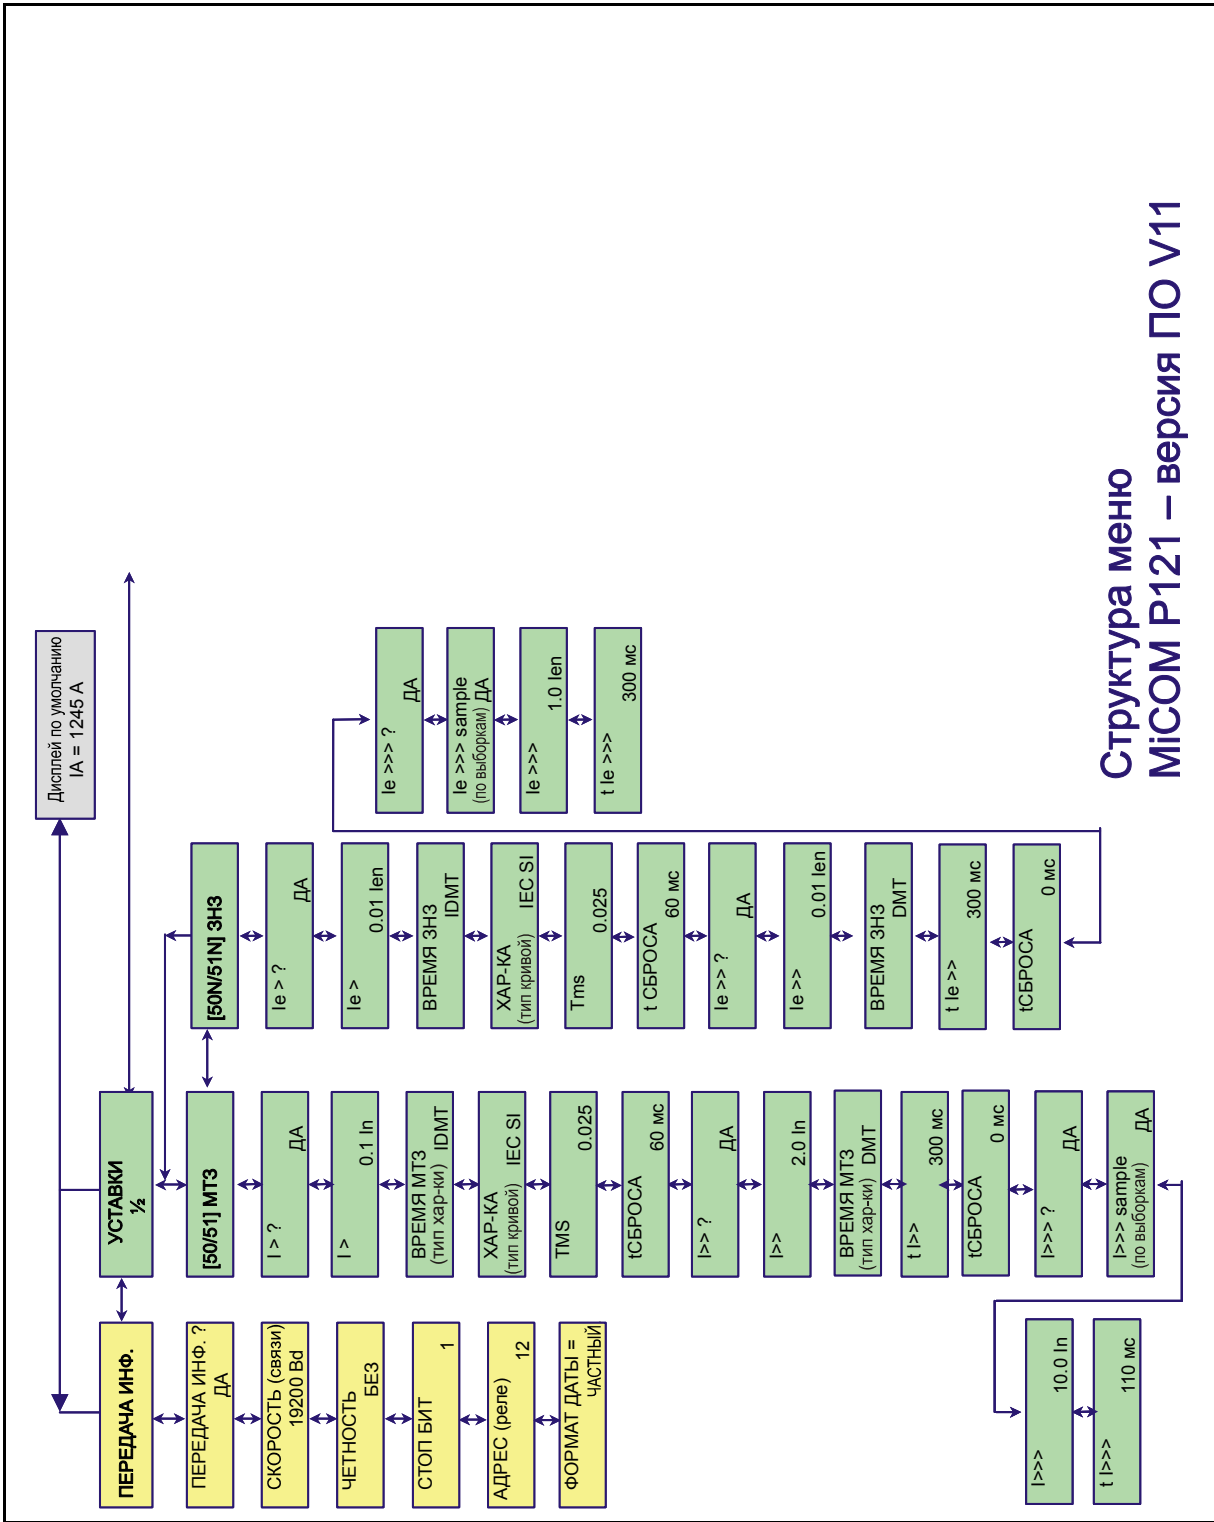 Дисплей по умолчанию
IA = 1245 A
ПЕРЕДАЧА ИНФ.
ПЕРЕДАЧА ИНФ. ?
ДА
СКОРОСТЬ (связи)
19200 Bd
ЧЕТНОСТЬ
БЕЗ
СТОП БИТ
1
АДРЕС (реле)
12
ФОРМАТ ДАТЫ =
ЧАСТНЫЙ
УСТАВКИ
½
[50/51] МТЗ
I > ?
ДА
I >
0.1 In
ВРЕМЯ МТЗ
(тип хар-ки) IDMT
ХАР-КА
(тип кривой) IEC SI
TMS
0.025
tСБРОСА
60 мс
I>> ?
ДА
I>>
2.0 In
ВРЕМЯ МТЗ
(тип хар-ки) DMT
t I>>
300 мс
tСБРОСА
0 мс
I>>> ?
ДА
I>>> sample
(по выборкам) ДА
I>>>
10.0 In
t I>>>
110 мс
[50N/51N] ЗНЗ
Ie > ?
ДА
Ie >
0.01 Ien
ВРЕМЯ ЗНЗ
IDMT
ХАР-КА
(тип кривой) IEC SI
Tms
0.025
t СБРОСА
60 мс
Ie >> ?
ДА
Ie >>
0.01 Ien
ВРЕМЯ ЗНЗ
DMT
t Ie >>
300 мс
tСБРОСА
0 мс
Ie >>> ?
ДА
Ie >>> sample
(по выборкам) ДА
Ie >>>
1.0 Ien
t Ie >>>
300 мс
Структура меню
MiCOM P121 – версия ПО V11